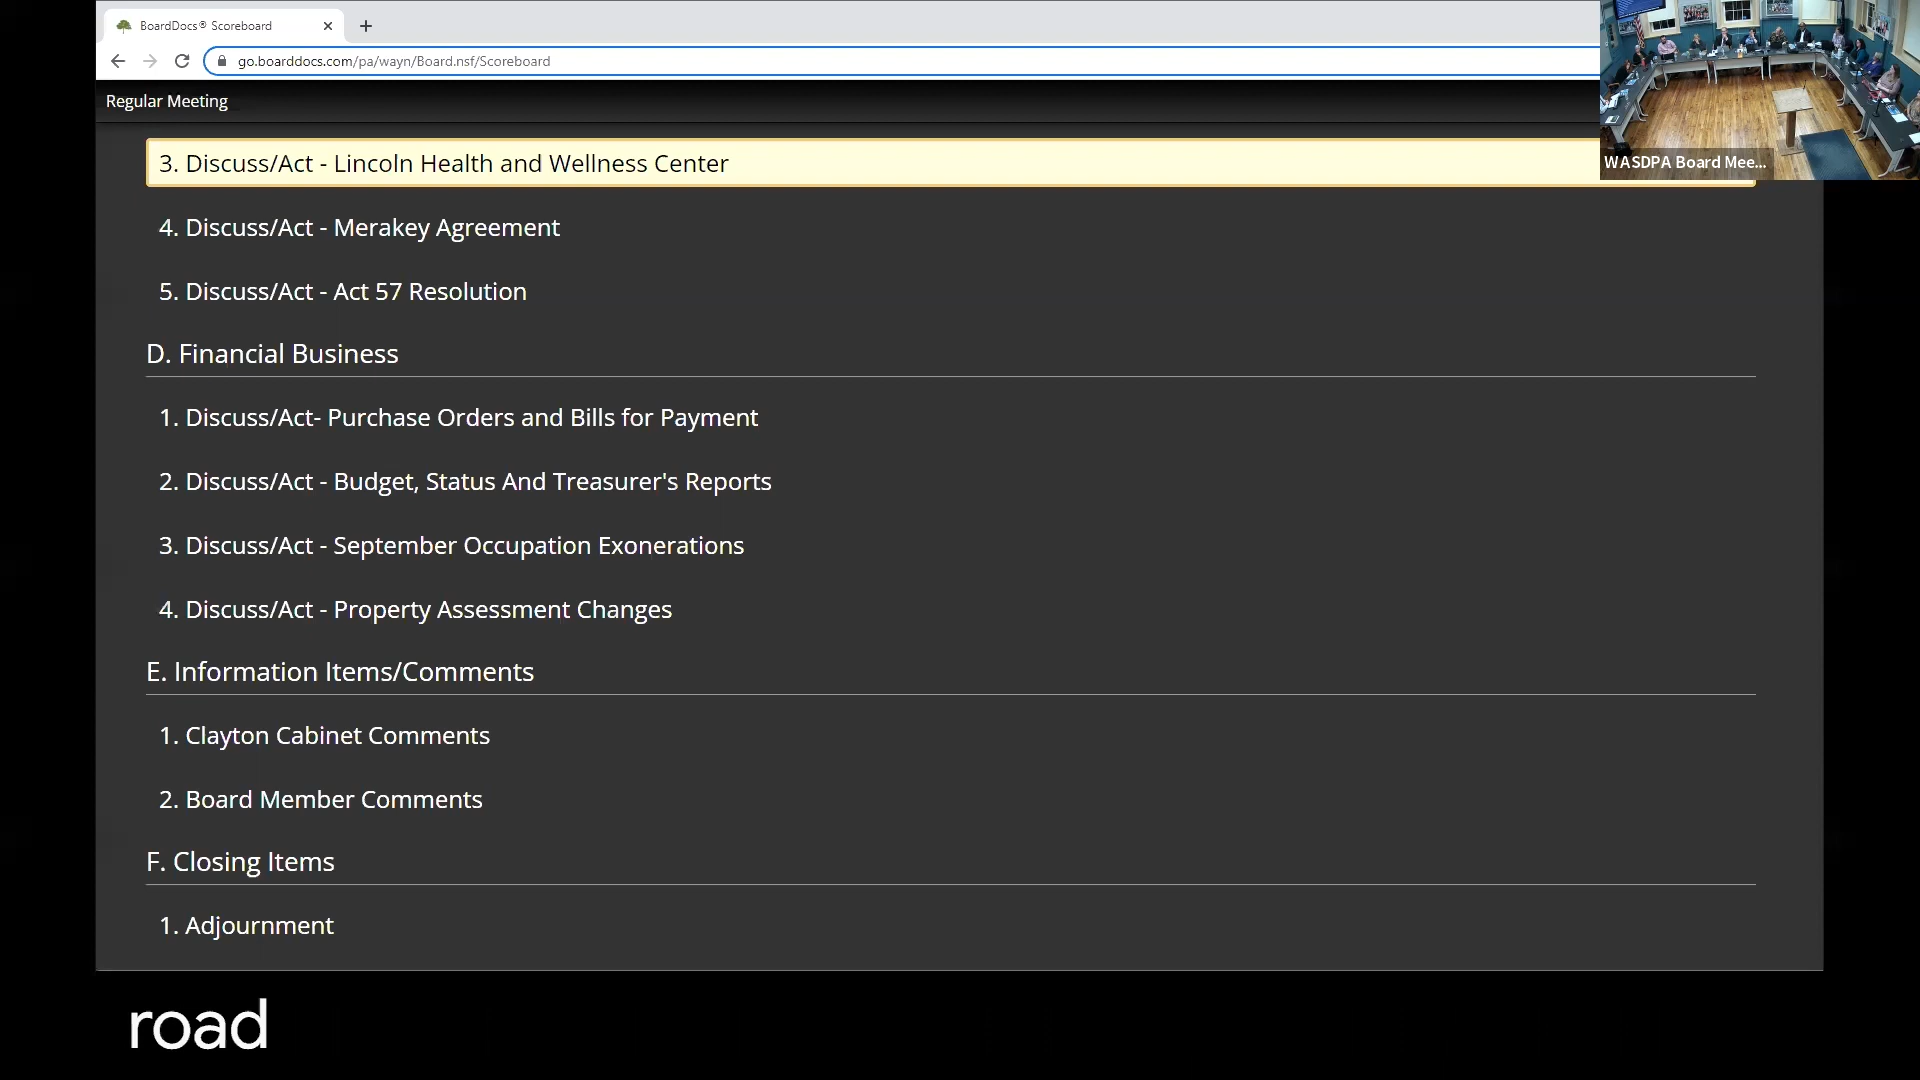 BoardDocs® Scoreboard
go.boarddocs.com/pa/wayn/Board.nsf/Scoreboard
Regular Meeting
WASDPA Board Mee...
3. Discuss/Act - Lincoln Health and Wellness Center
4. Discuss/Act - Merakey Agreement
5. Discuss/Act - Act 57 Resolution
D. Financial Business
1. Discuss/Act- Purchase Orders and Bills for Payment
2. Discuss/Act - Budget, Status And Treasurer's Reports
3. Discuss/Act - September Occupation Exonerations
4. Discuss/Act - Property Assessment Changes
E. Information Items/Comments
1. Clayton Cabinet Comments
2. Board Member Comments
F. Closing Items
1. Adjournment
road